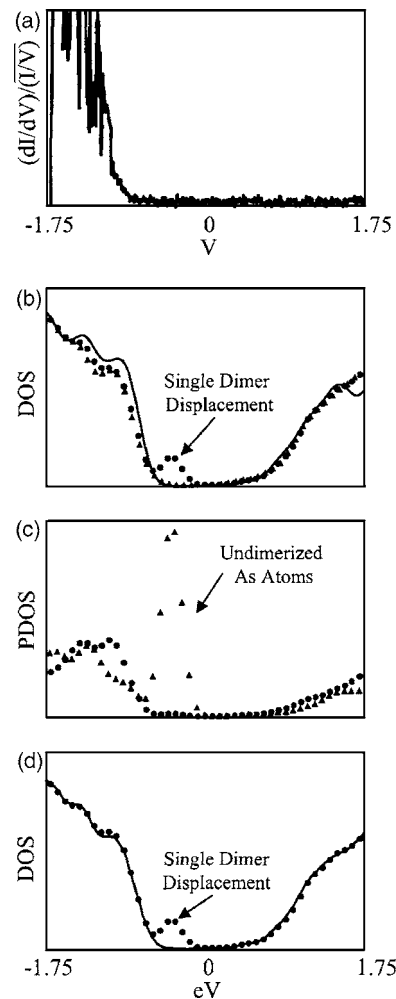 (a)
(dI/dV)/(I/V)
-1.75 0 1.75
V
(b)
DOS
Single Dimer
Displacement
(c)
PDOS
Undimerized
As Atoms
(d)
DOS
Single Dimer
Displacement
-1.75 0 1.75
eV